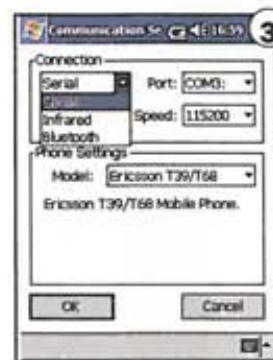 Communication Se 16:59
3
Connection
Serial Port: COM3:
Serial
Infrared Speed: 115200
Bluetooth
Phone Settings
Model: Ericsson T39/T68
Ericsson T39/T68 Mobile Phone.
OK Cancel